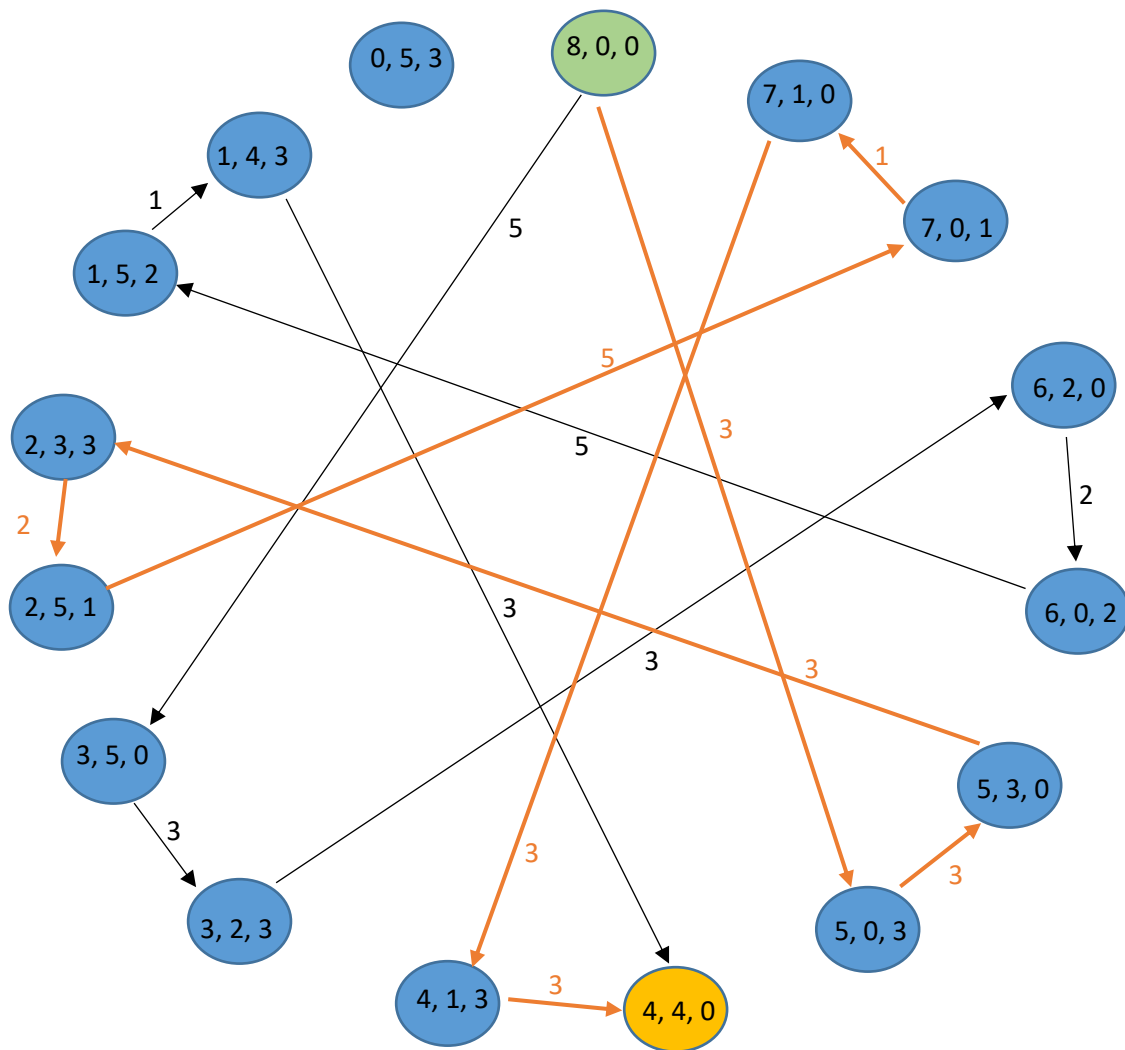 8, 0, 0
0, 5, 3
7, 1, 0
1, 4, 3
1
1
5
7, 0, 1
1, 5, 2
5
6, 2, 0
3
2, 3, 3
5
2
2
2, 5, 1
3
6, 0, 2
3
3
3, 5, 0
5, 3, 0
3
3
3
3, 2, 3
5, 0, 3
3
4, 1, 3
4, 4, 0